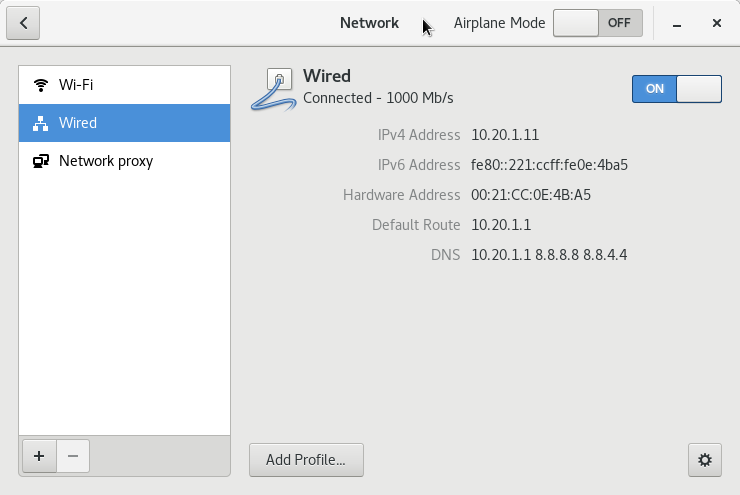 Network
Airplane Mode OFF
Wi-Fi
Wired
Network proxy
Wired
Connected - 1000 Mb/s
ON
IPv4 Address 10.20.1.11
IPv6 Address fe80::221:ccff:fe0e:4ba5
Hardware Address 00:21:CC:0E:4B:A5
Default Route 10.20.1.1
DNS 10.20.1.1 8.8.8.8 8.8.4.4
Add Profile...